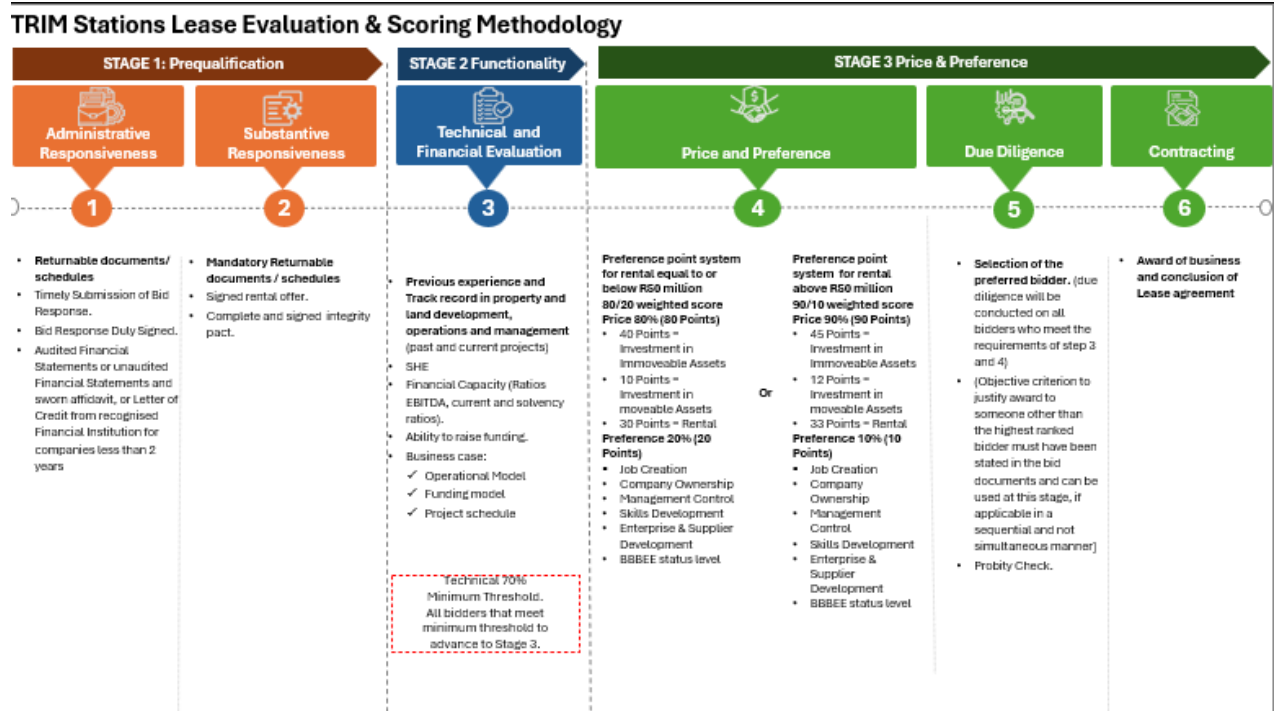 TRIM Stations Lease Evaluation & Scoring Methodology
STAGE 1: Prequalification
STAGE 2 Functionality
STAGE 3 Price & Preference
Administrative
Responsiveness
Substantive
Responsiveness
Technical and
Financial Evaluation
Price and Preference
Due Diligence
Contracting
1
2
3
4
5
6
• Returnable documents/
schedules
• Timely Submission of Bid
Response.
• Bid Response Duly Signed.
• Audited Financial
Statements or unaudited
Financial Statements and
sworn affidavit, or Letter of
Credit from recognised
Financial Institution for
companies less than 2
years
• Mandatory Returnable
documents / schedules
• Signed rental offer.
• Complete and signed integrity
pact.
• Previous experience and
Track record in property and
land development,
operations and management
(past and current projects)
• SHE
• Financial Capacity (Ratios
EBITDA, current and solvency
ratios).
• Ability to raise funding.
• Business case:
✓ Operational Model
✓ Funding model
✓ Project schedule
Technical 70%
Minimum Threshold.
All bidders that meet
minimum threshold to
advance to Stage 3.
Preference point system
for rental equal to or
below R50 million
80/20 weighted score
Price 80% (80 Points)
• 40 Points =
Investment in
Immoveable Assets
• 10 Points =
Investment in
moveable Assets
• 30 Points = Rental
Preference 20% (20
Points)
• Job Creation
• Company Ownership
• Management Control
• Skills Development
• Enterprise & Supplier
Development
• BBBEE status level
Or
Preference point
system for rental
above R50 million
90/10 weighted score
Price 90% (90 Points)
• 45 Points =
Investment in
Immoveable Assets
• 12 Points =
Investment in
moveable Assets
• 33 Points = Rental
Preference 10% (10
Points)
• Job Creation
• Company
Ownership
• Management
Control
• Skills Development
• Enterprise &
Supplier
Development
• BBBEE status level
• Selection of the
preferred bidder. (due
diligence will be
conducted on all
bidders who meet the
requirements of step 3
and 4)
• (Objective criterion to
justify award to
someone other than
the highest ranked
bidder must have been
stated in the bid
documents and can be
used at this stage, if
applicable in a
sequential and not
simultaneous manner)
• Probity Check.
• Award of business
and conclusion of
Lease agreement